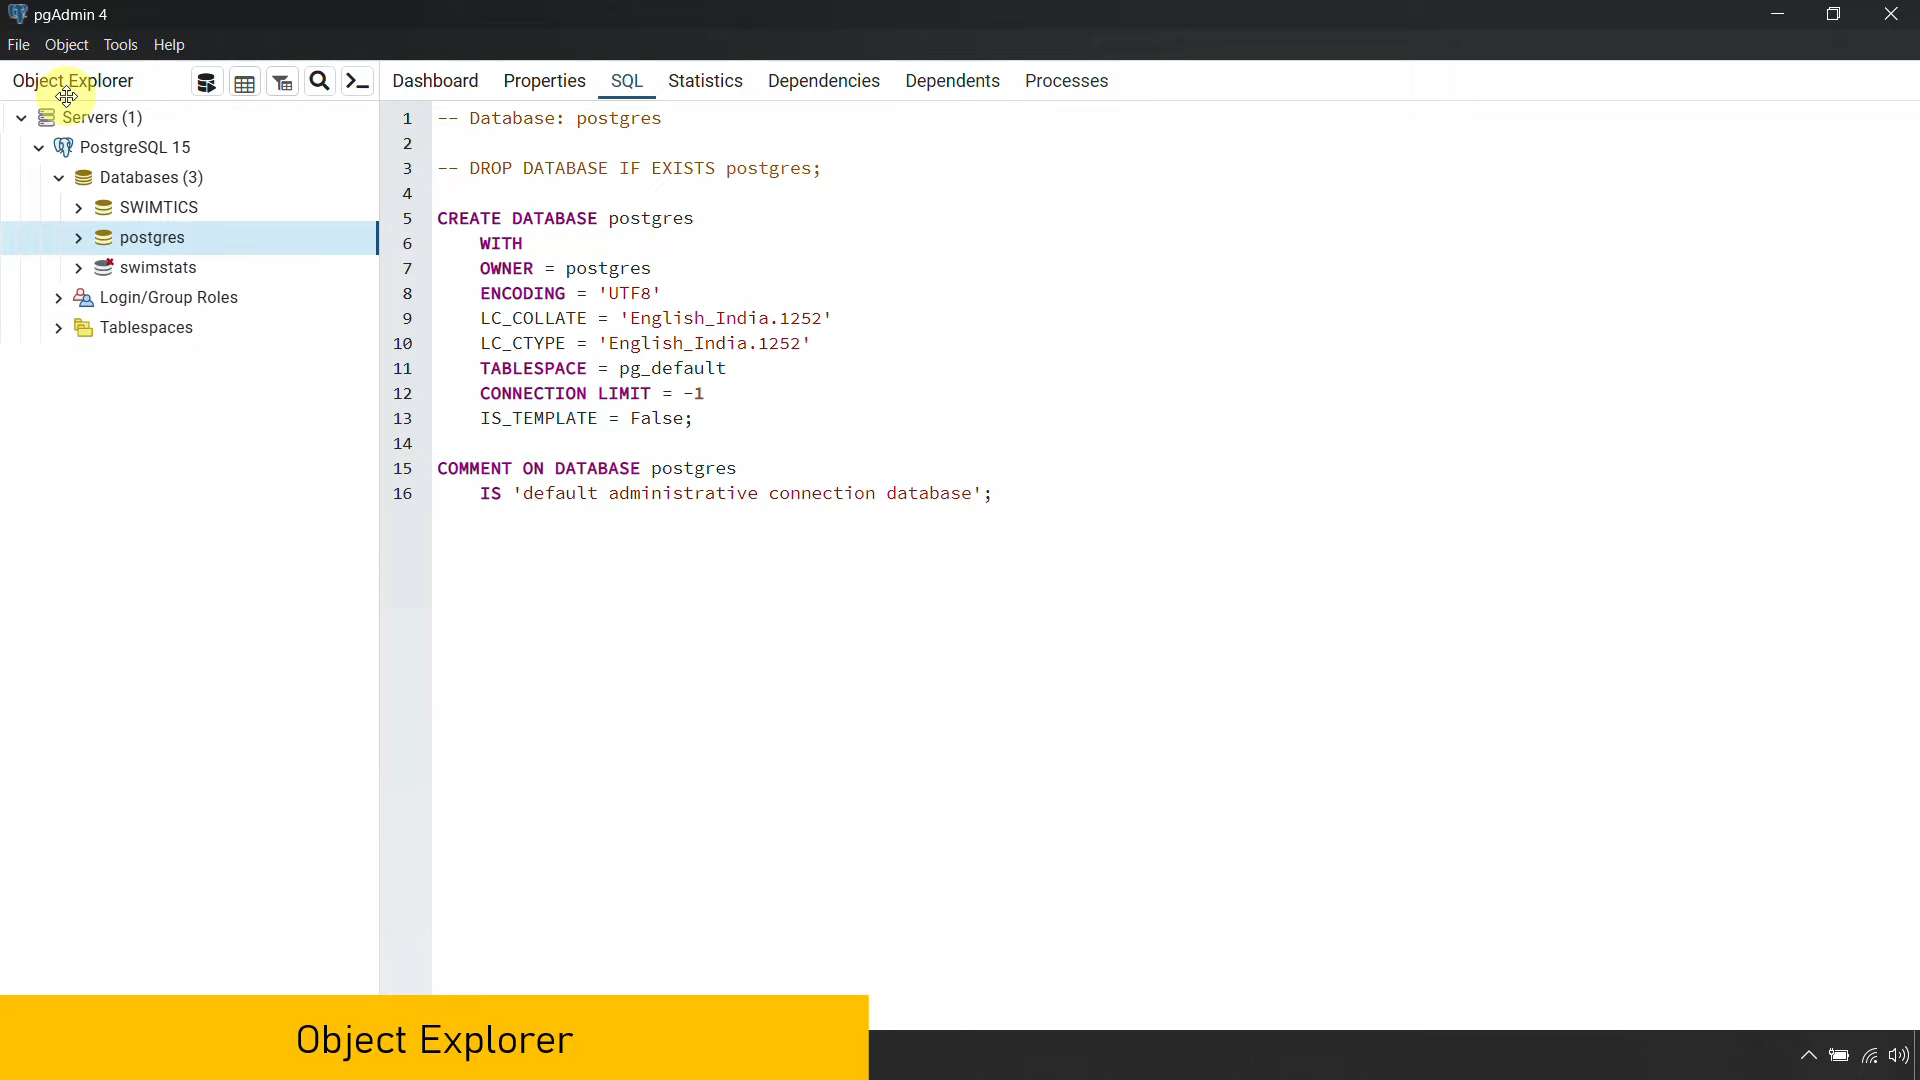 pgAdmin 4
File Object Tools Help
Object Explorer
Dashboard Properties SQL Statistics Dependencies Dependents Processes
Servers (1)
PostgreSQL 15
Databases (3)
SWIMTICS
postgres
swimstats
Login/Group Roles
Tablespaces
1 -- Database: postgres
2
3 -- DROP DATABASE IF EXISTS postgres;
4
5 CREATE DATABASE postgres
6 WITH
7 OWNER = postgres
8 ENCODING = 'UTF8'
9 LC_COLLATE = 'English_India.1252'
10 LC_CTYPE = 'English_India.1252'
11 TABLESPACE = pg_default
12 CONNECTION LIMIT = -1
13 IS_TEMPLATE = False;
14
15 COMMENT ON DATABASE postgres
16 IS 'default administrative connection database';
Object Explorer